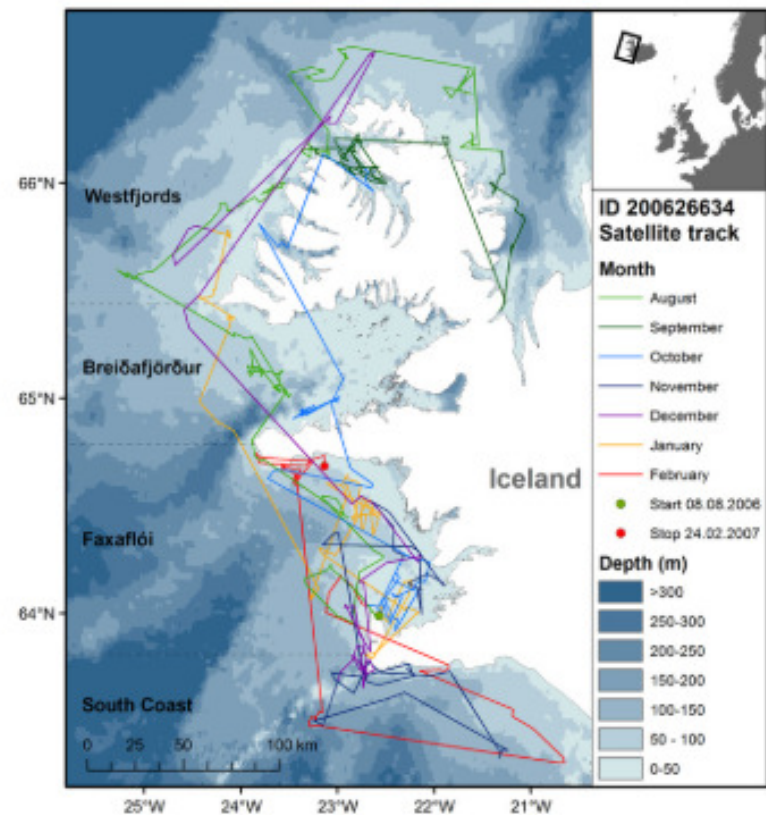 66°N
65°N
64°N
Westfjords
Breiðafjörður
Faxaflói
South Coast
Iceland
0 50 100 km
25°W 24°W 23°W 22°W 21°W
ID 200626634
Satellite track
Month
August
September
October
November
December
January
February
Start 08.08.2006
Stop 24.02.2007
Depth (m)
>300
250-300
200-250
150-200
100-150
50 - 100
0-50